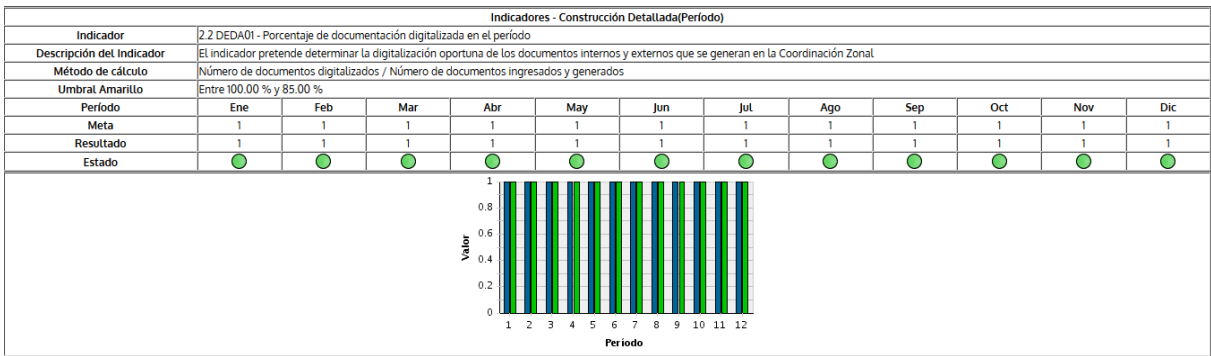 Indicadores - Construcción Detallada(Período)
Indicador 2.2 DEDA01 - Porcentaje de documentación digitalizada en el período
Descripción del Indicador El indicador pretende determinar la digitalización oportuna de los documentos internos y externos que se generan en la Coordinación Zonal
Método de cálculo Número de documentos digitalizados / Número de documentos ingresados y generados
Umbral Amarillo Entre 100.00 % y 85.00 %
Período Ene Feb Mar Abr May Jun Jul Ago Sep Oct Nov Dic
Meta 1 1 1 1 1 1 1 1 1 1 1 1
Resultado 1 1 1 1 1 1 1 1 1 1 1 1
Estado
Valor
1
0.8
0.6
0.4
0.2
0
1 2 3 4 5 6 7 8 9 10 11 12
Periodo